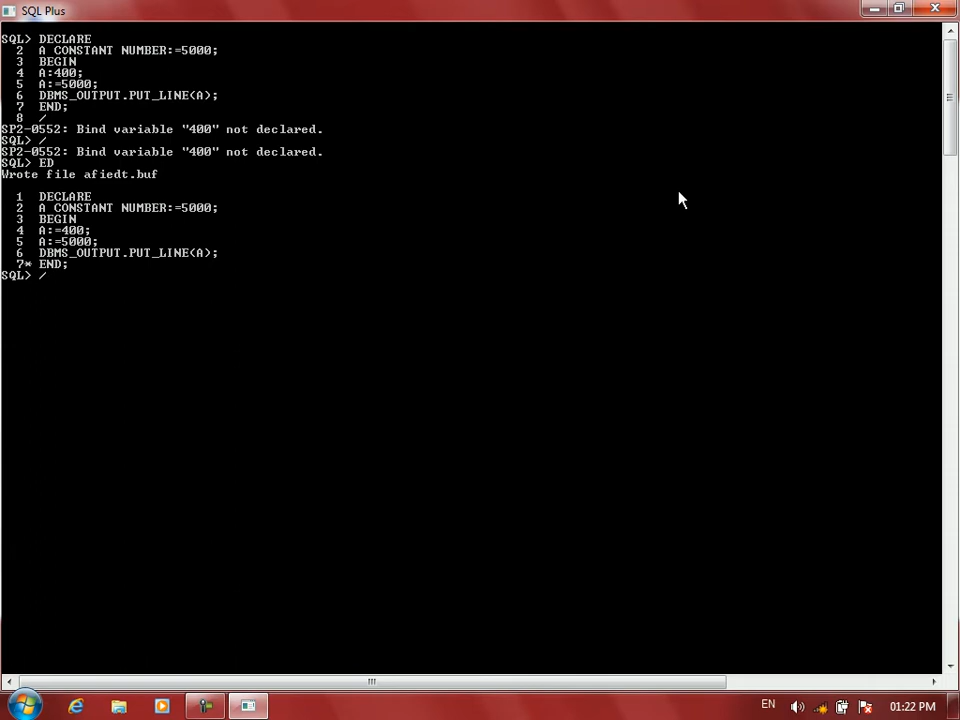 SQL Plus
SQL> DECLARE
2 A CONSTANT NUMBER:=5000;
3 BEGIN
4 A:400;
5 A:=5000;
6 DBMS_OUTPUT.PUT_LINE(A);
7 END;
8 /
SP2-0552: Bind variable "400" not declared.
SQL> /
SP2-0552: Bind variable "400" not declared.
SQL> ED
Wrote file afiedt.buf
1 DECLARE
2 A CONSTANT NUMBER:=5000;
3 BEGIN
4 A:=400;
5 A:=5000;
6 DBMS_OUTPUT.PUT_LINE(A);
7* END;
SQL> /
EN
01:22 PM